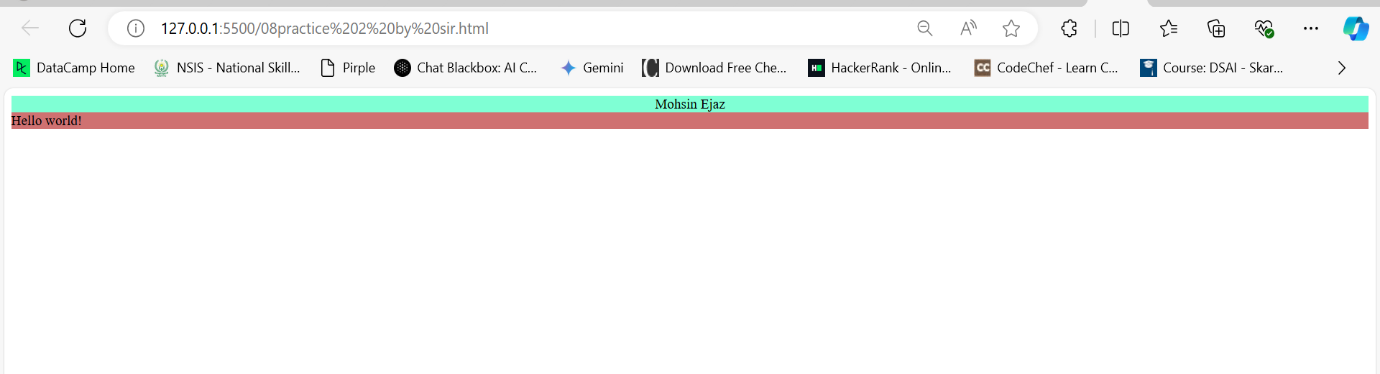 127.0.0.1:5500/08practice%202%20by%20sir.html
DataCamp Home NSIS - National Skill... Pirple Chat Blackbox: AI C... Gemini Download Free Che... HackerRank - Onlin... CodeChef - Learn C... Course: DSAI - Skar...
Mohsin Ejaz
Hello world!